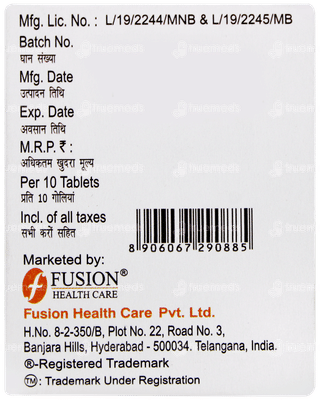 Mfg. Lic. No. : L/19/2244/MNB & L/19/2245/MB
Batch No.
घान संख्या
Mfg. Date
उत्पादन तिथि
Exp. Date
अवसान तिथि
M.R.P. ₹ :
अधिकतम खुदरा मूल्य
Per 10 Tablets
प्रति 10 गोलियां
Incl. of all taxes
सभी करों सहित
8 906067 290885
Marketed by:
FUSION®
HEALTH CARE
Fusion Health Care Pvt. Ltd.
H.No. 8-2-350/B, Plot No. 22, Road No. 3,
Banjara Hills, Hyderabad - 500034. Telangana, India.
®-Registered Trademark
TM: Trademark Under Registration